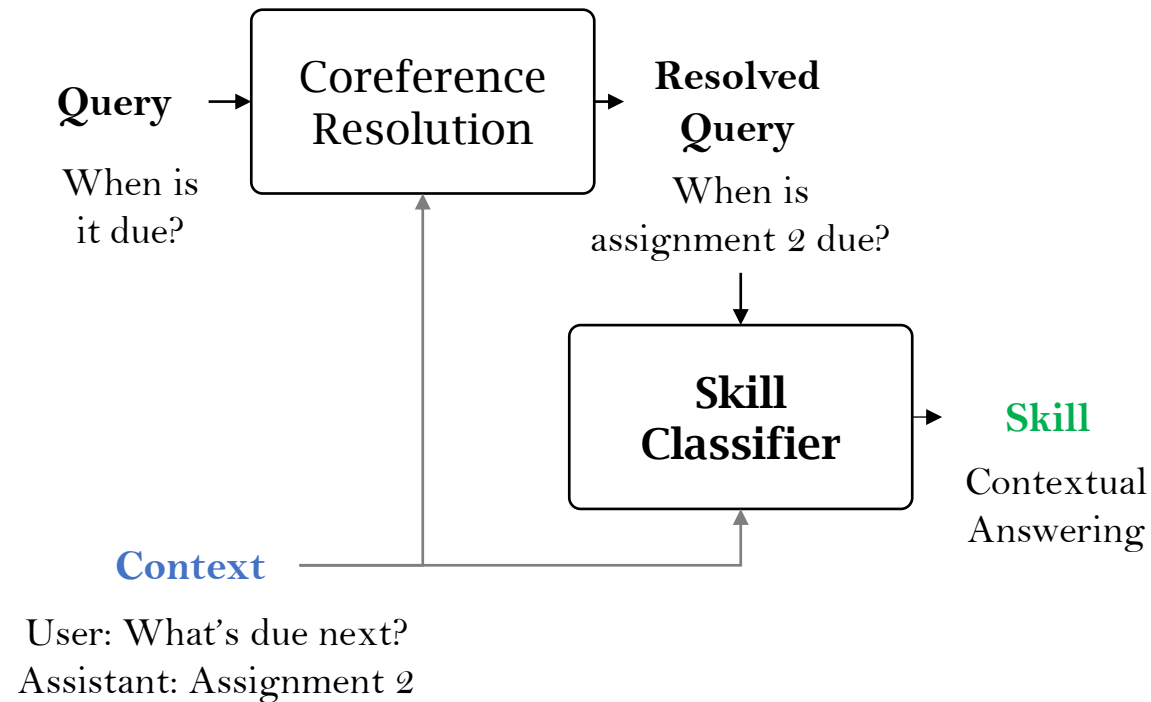 Query
When is
it due?
Coreference
Resolution
Resolved
Query
When is
assignment 2 due?
Skill
Classifier
Skill
Contextual
Answering
Context
User: What's due next?
Assistant: Assignment 2